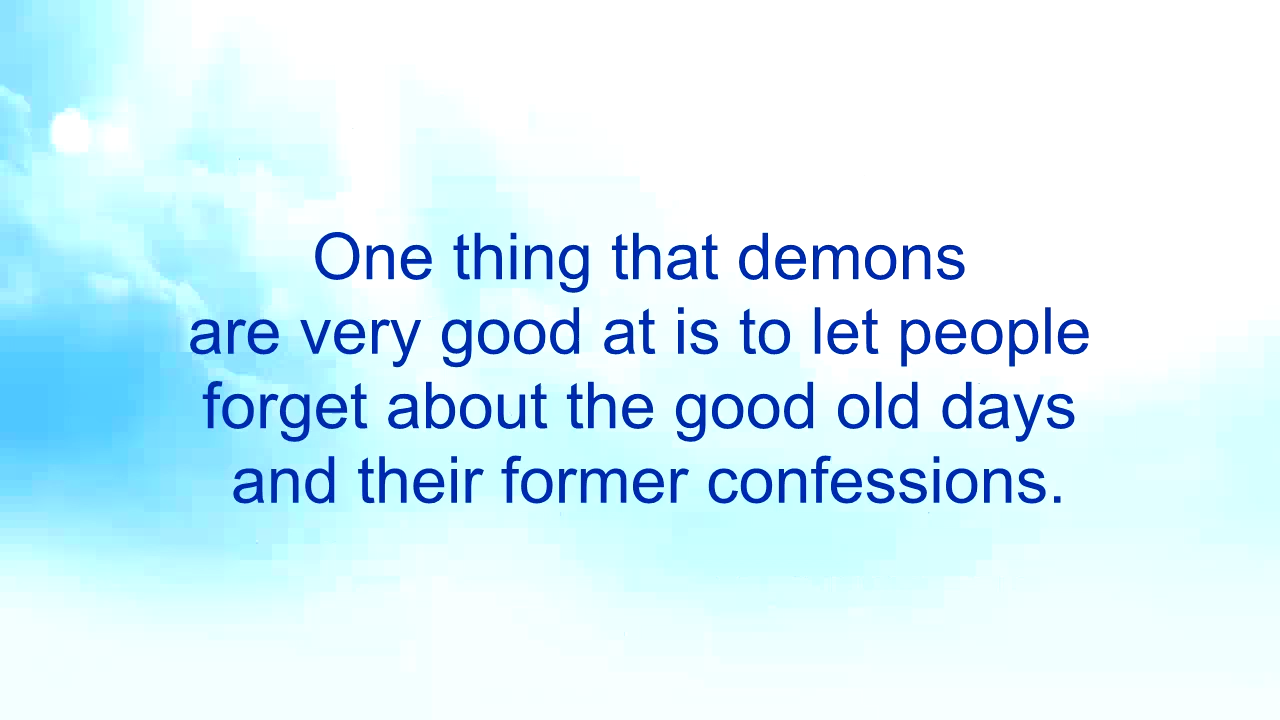 One thing that demons
are very good at is to let people
forget about the good old days
and their former confessions.